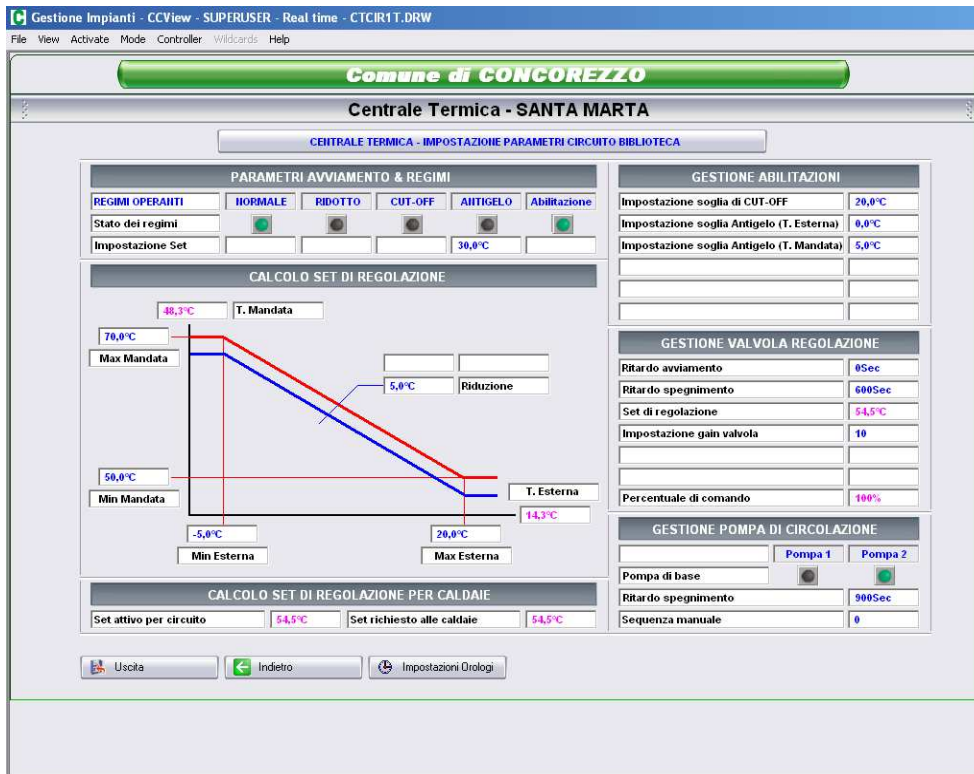 Gestione Impianti - CCView - SUPERUSER - Real time - CTCIR1T.DRW
File View Activate Mode Controller Wildcards Help
Comune di CONCOREZZO
Centrale Termica - SANTA MARTA
CENTRALE TERMICA - IMPOSTAZIONE PARAMETRI CIRCUITO BIBLIOTECA
PARAMETRI AVVIAMENTO & REGIMI
REGIMI OPERANTI NORMALE RIDOTTO CUT-OFF ANTIGELO Abilitazione
Stato dei regimi
Impostazione Set 30,0°C
CALCOLO SET DI REGOLAZIONE
48,3°C T. Mandata
70,0°C
Max Mandata
5,0°C Riduzione
50,0°C
Min Mandata
T. Esterna
14,3°C
-5,0°C 20,0°C
Min Esterna Max Esterna
CALCOLO SET DI REGOLAZIONE PER CALDAIE
Set attivo per circuito 54,5°C Set richiesto alle caldaie 54,5°C
GESTIONE ABILITAZIONI
Impostazione soglia di CUT-OFF 20,0°C
Impostazione soglia Antigelo (T. Esterna) 0,0°C
Impostazione soglia Antigelo (T. Mandata) 5,0°C
GESTIONE VALVOLA REGOLAZIONE
Ritardo avviamento 0Sec
Ritardo spegnimento 600Sec
Set di regolazione 54,5°C
Impostazione gain valvola 10
Percentuale di comando 100%
GESTIONE POMPA DI CIRCOLAZIONE
Pompa 1 Pompa 2
Pompa di base
Ritardo spegnimento 900Sec
Sequenza manuale 0
Uscita Indietro Impostazioni Orologi